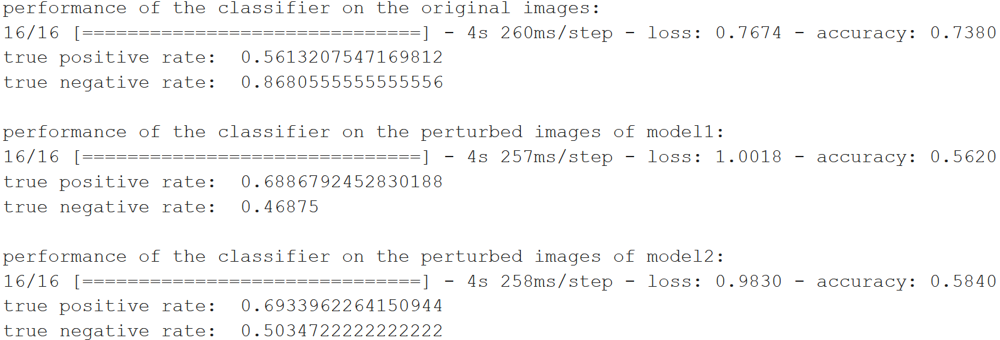 performance of the classifier on the original images:
16/16 [==============================] - 4s 260ms/step - loss: 0.7674 - accuracy: 0.7380
true positive rate:  0.5613207547169812
true negative rate:  0.8680555555555556
performance of the classifier on the perturbed images of model1:
16/16 [==============================] - 4s 257ms/step - loss: 1.0018 - accuracy: 0.5620
true positive rate:  0.6886792452830188
true negative rate:  0.46875
performance of the classifier on the perturbed images of model2:
16/16 [==============================] - 4s 258ms/step - loss: 0.9830 - accuracy: 0.5840
true positive rate:  0.6933962264150944
true negative rate:  0.5034722222222222